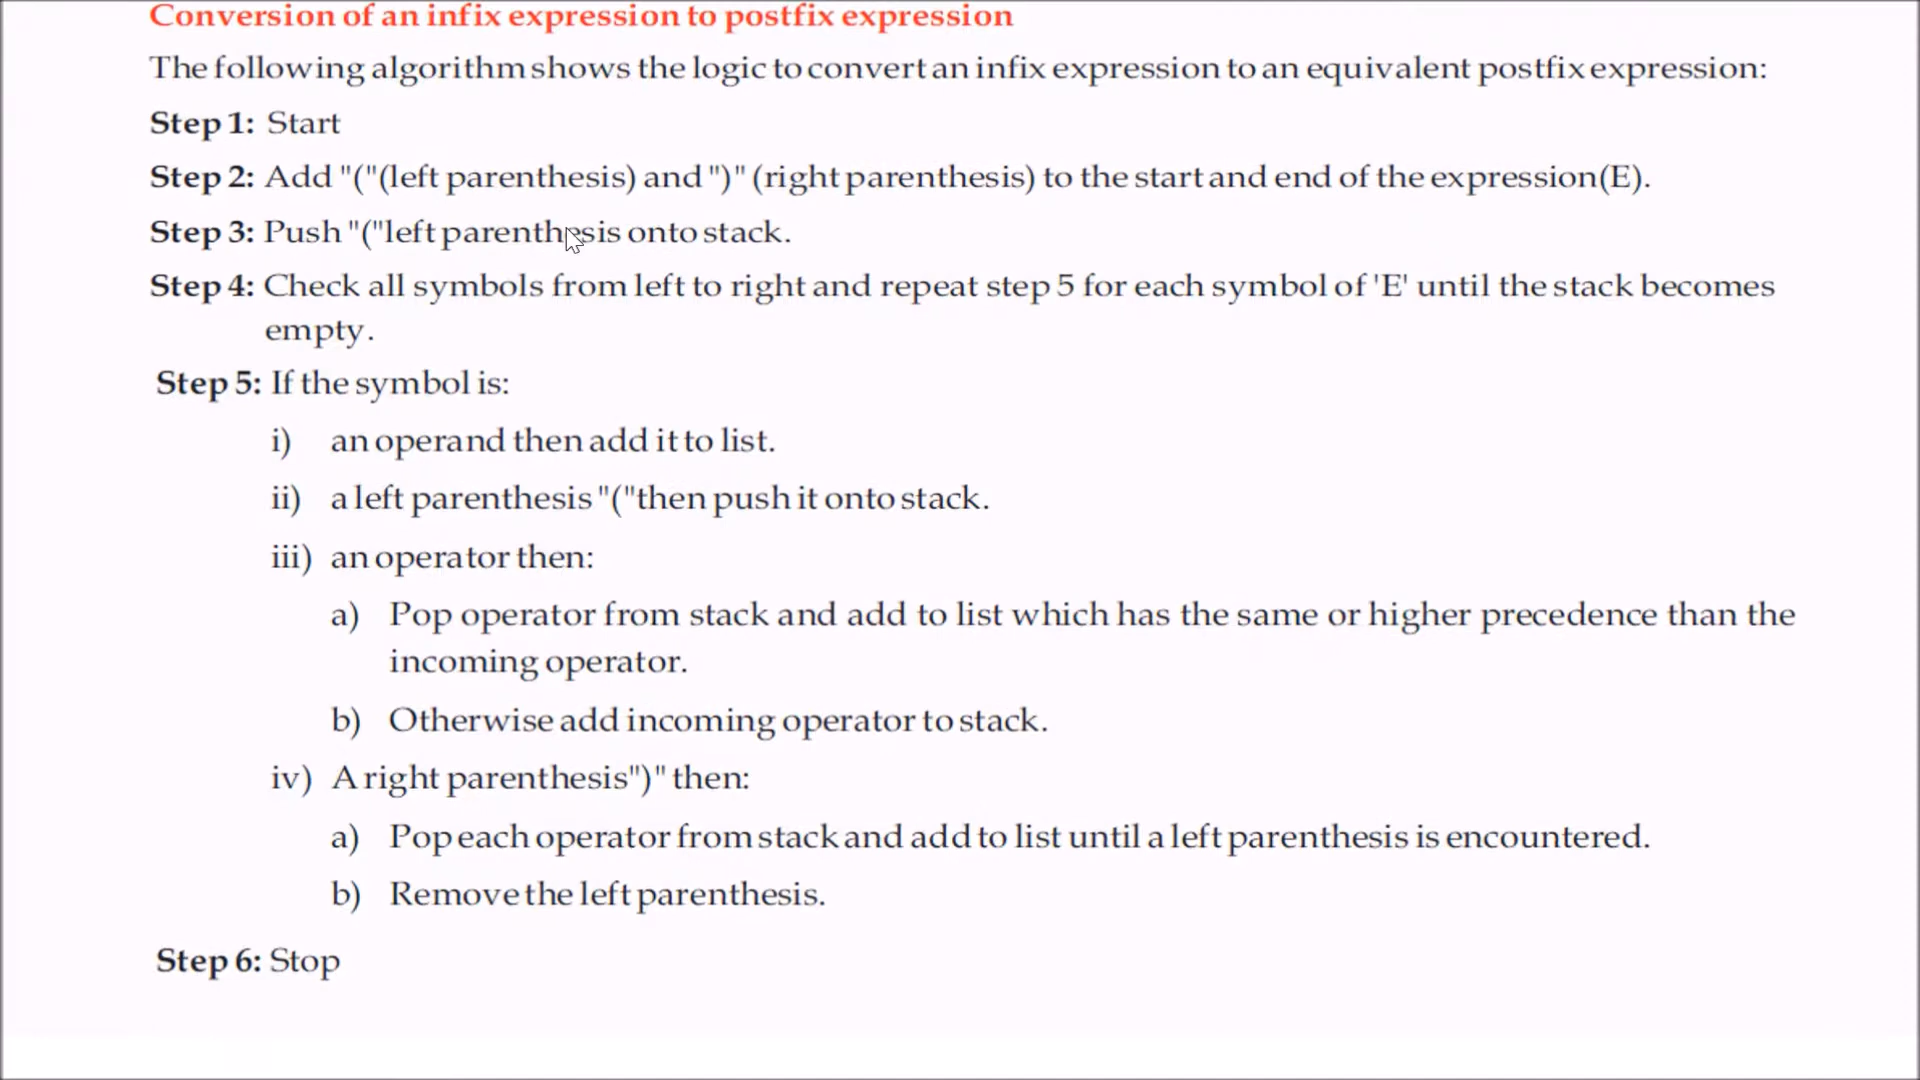 Conversion of an infix expression to postfix expression
The following algorithm shows the logic to convert an infix expression to an equivalent postfix expression:
Step 1: Start
Step 2: Add "("(left parenthesis) and ")" (right parenthesis) to the start and end of the expression(E).
Step 3: Push "("left parenthesis onto stack.
Step 4: Check all symbols from left to right and repeat step 5 for each symbol of 'E' until the stack becomes
empty.
Step 5: If the symbol is:
i) an operand then add it to list.
ii) a left parenthesis "("then push it onto stack.
iii) an operator then:
a) Pop operator from stack and add to list which has the same or higher precedence than the
incoming operator.
b) Otherwise add incoming operator to stack.
iv) A right parenthesis")" then:
a) Pop each operator from stack and add to list until a left parenthesis is encountered.
b) Remove the left parenthesis.
Step 6: Stop